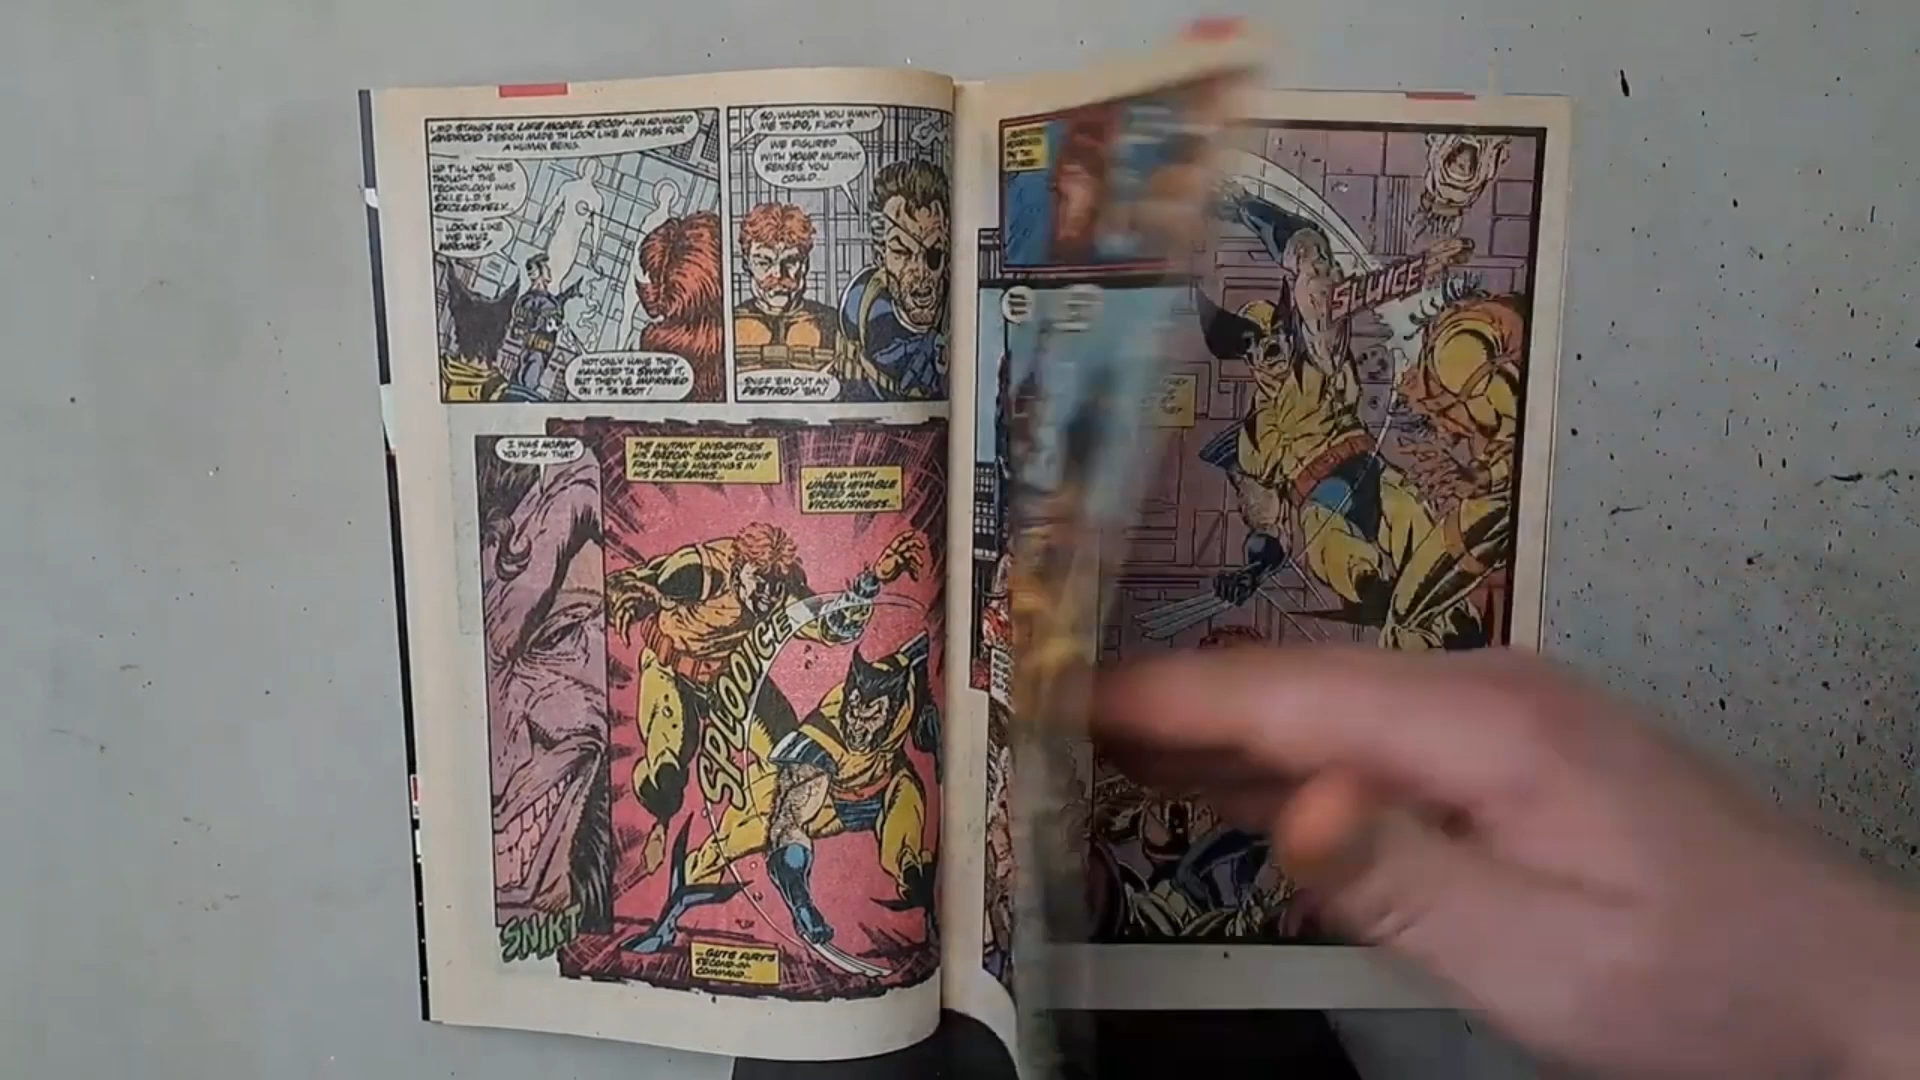 LMD STANDS FOR LIFE MODEL DECOY--AN ADVANCED
ANDROID DESIGN MADE TA LOOK LIKE AN' PASS FOR
A HUMAN BEING.
UP TILL NOW WE
THOUGHT THE
TECHNOLOGY WAS
S.H.I.E.L.D.'S
EXCLUSIVELY...
...LOOKS LIKE
WE WUZ
WRONG!
NOT ONLY HAVE THEY
MANAGED TA SWIPE IT,
BUT THEY'VE IMPROVED
ON IT TA BOOT!
SO, WHADDA YOU WANT
ME TO DO, FURY?
WE FIGURED
WITH YOUR MUTANT
SENSES YOU
COULD...
...SNIFF 'EM OUT AN'
DESTROY 'EM!
I WAS HOPIN'
YOU'D SAY THAT.
SNIKT
THE MUTANT UNSHEATHES
HIS RAZOR-SHARP CLAWS
FROM THEIR HOUSINGS IN
HIS FOREARMS...
...AND WITH
UNBELIEVABLE
SPEED AND
VICIOUSNESS...
SPLOOICE
...GUTS FURY'S
SECOND-IN-
COMMAND...
SLUICE